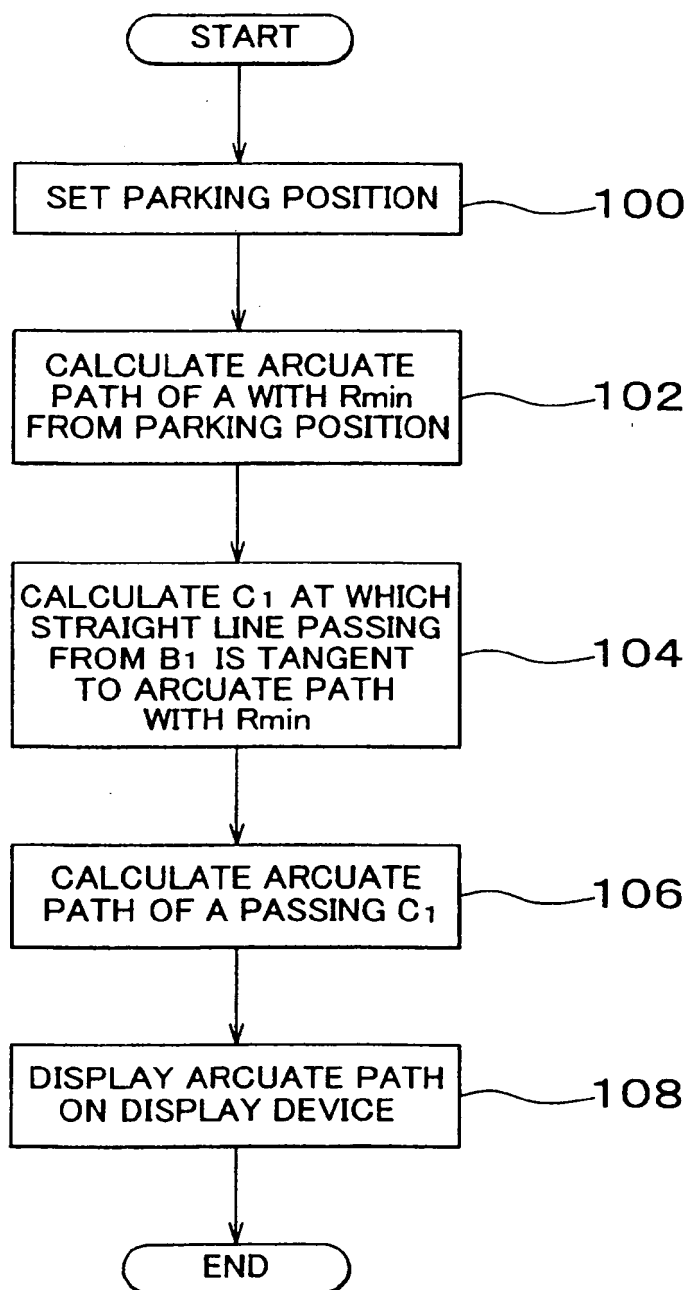 START
SET PARKING POSITION
100
CALCULATE ARCUATE
PATH OF A WITH Rmin
FROM PARKING POSITION
102
CALCULATE C1 AT WHICH
STRAIGHT LINE PASSING
FROM B1 IS TANGENT
TO ARCUATE PATH
WITH Rmin
104
CALCULATE ARCUATE
PATH OF A PASSING C1
106
DISPLAY ARCUATE PATH
ON DISPLAY DEVICE
108
END